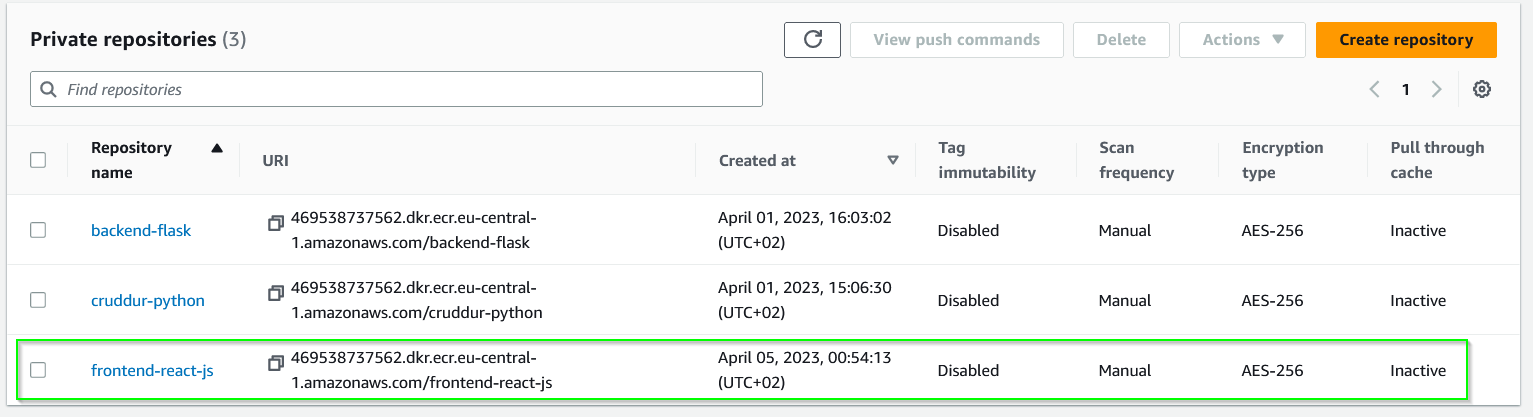 Private repositories (3)
View push commands
Delete
Actions
Create repository
Find repositories
1
Repository name
URI
Created at
Tag immutability
Scan frequency
Encryption type
Pull through cache
backend-flask
469538737562.dkr.ecr.eu-central-
1.amazonaws.com/backend-flask
April 01, 2023, 16:03:02
(UTC+02)
Disabled
Manual
AES-256
Inactive
cruddur-python
469538737562.dkr.ecr.eu-central-
1.amazonaws.com/cruddur-python
April 01, 2023, 15:06:30
(UTC+02)
Disabled
Manual
AES-256
Inactive
frontend-react-js
469538737562.dkr.ecr.eu-central-
1.amazonaws.com/frontend-react-js
April 05, 2023, 00:54:13
(UTC+02)
Disabled
Manual
AES-256
Inactive